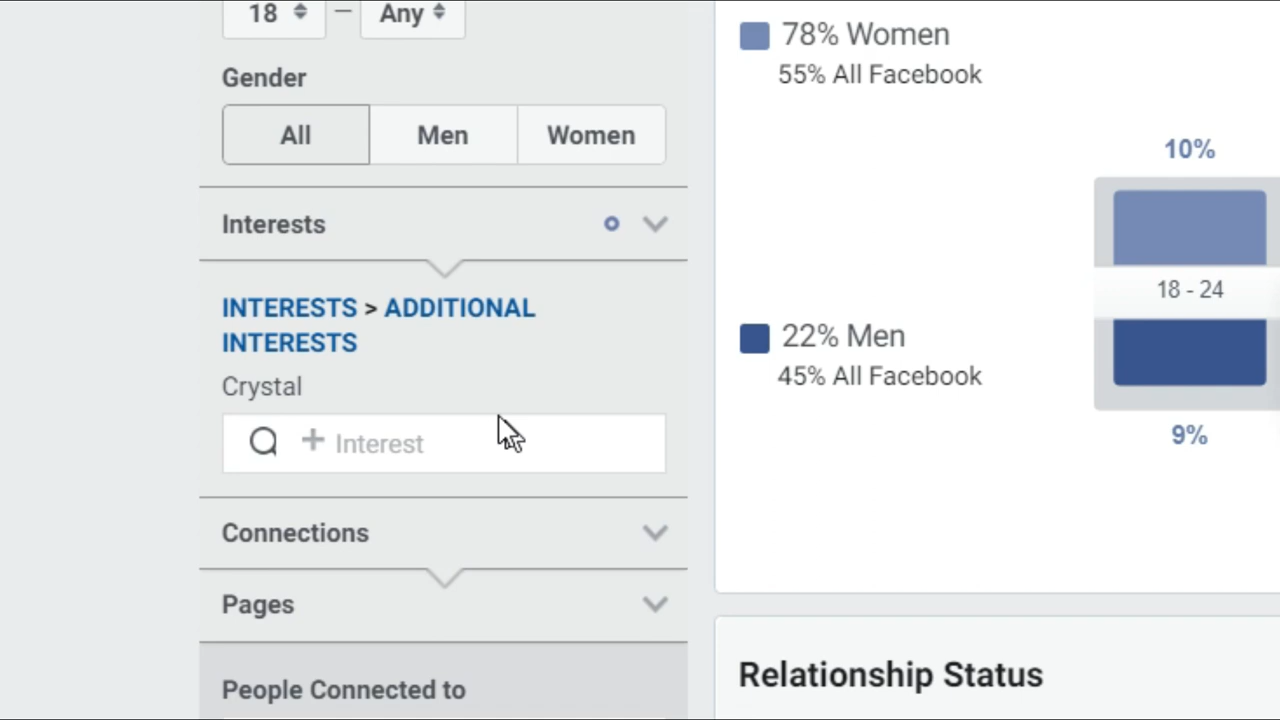 18 — Any
Gender
All Men Women
Interests
INTERESTS > ADDITIONAL
INTERESTS
Crystal
+ Interest
Connections
Pages
People Connected to
78% Women
55% All Facebook
10%
18 - 24
22% Men
45% All Facebook
9%
Relationship Status